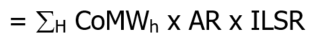 = ∑H CoMWh x AR x ILSR